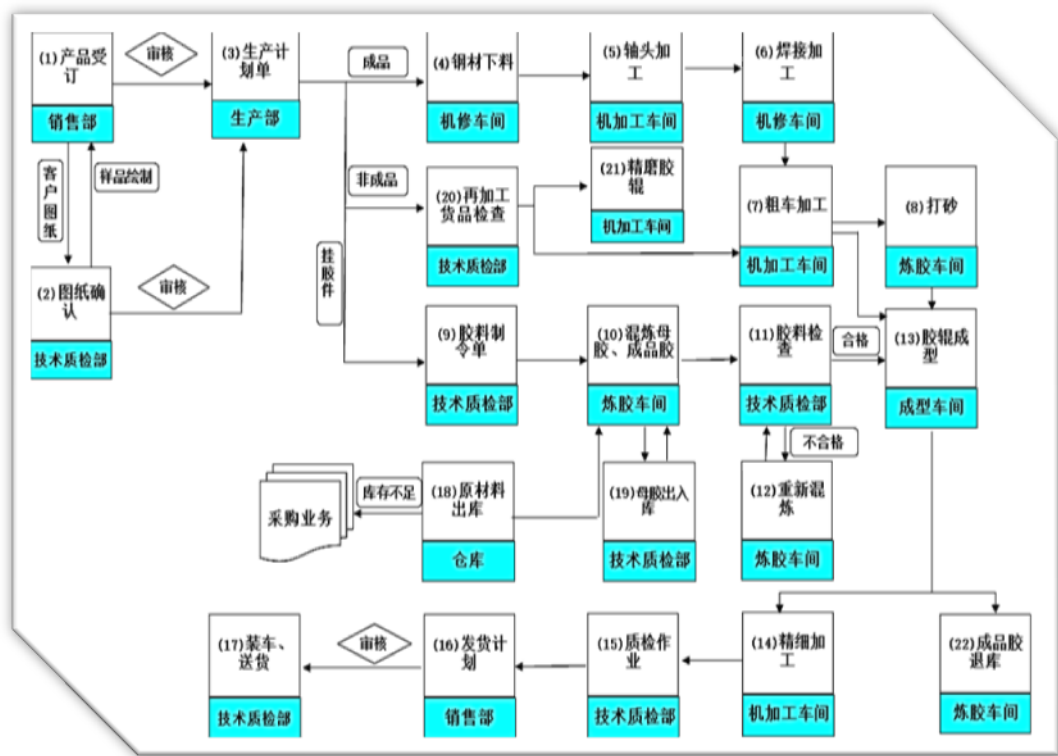 (1)产品受
订
销售部
审核
(3)生产计
划单
生产部
成品
(4)钢材下料
机修车间
(5)轴头加
工
机加工车间
(6)焊接加
工
机修车间
客户图纸
样品绘制
非成品
(20)再加工
货品检查
技术质检部
(21)精磨胶
辊
机加工车间
(7)粗车加工
机加工车间
(8)打砂
炼胶车间
(2)图纸确
认
技术质检部
审核
挂胶件
(9)胶料制
令单
技术质检部
(10)混炼母
胶、成品胶
炼胶车间
(11)胶料检
查
技术质检部
合格
(13)胶辊成
型
成型车间
不合格
采购业务
库存不足
(18)原材料
出库
仓库
(19)母胶出入
库
技术质检部
(12)重新混
炼
炼胶车间
(17)装车、
送货
技术质检部
审核
(16)发货计
划
销售部
(15)质检作
业
技术质检部
(14)精细加
工
机加工车间
(22)成品胶
退库
炼胶车间